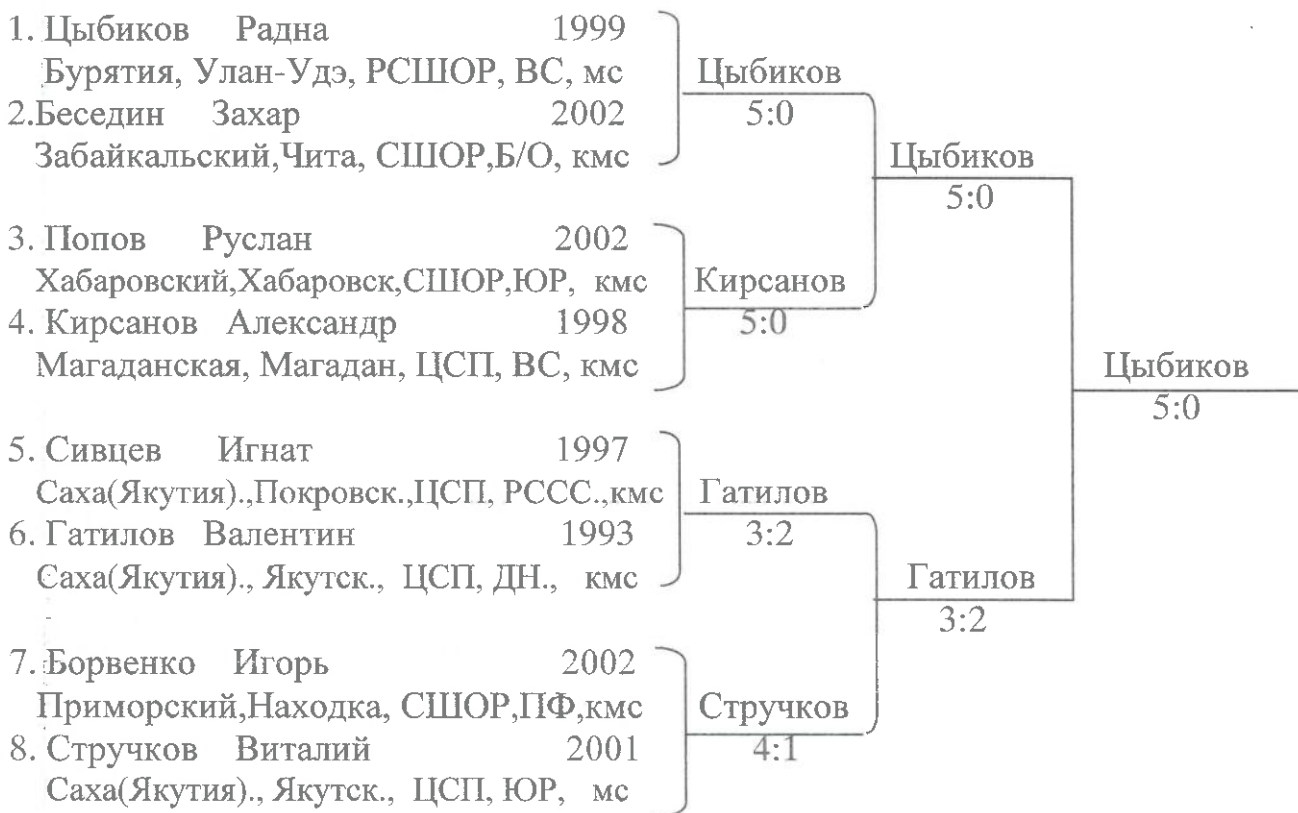 1. Цыбиков Радна 1999
Бурятия, Улан-Удэ, РСШОР, ВС, мс
2.Беседин Захар 2002
Забайкальский,Чита, СШОР,Б/О, кмс
Цыбиков
5:0
3. Попов Руслан 2002
Хабаровский,Хабаровск,СШОР,ЮР, кмс
4. Кирсанов Александр 1998
Магаданская, Магадан, ЦСП, ВС, кмс
Кирсанов
5:0
Цыбиков
5:0
5. Сивцев Игнат 1997
Саха(Якутия).,Покровск.,ЦСП, РССС.,кмс
6. Гатилов Валентин 1993
Саха(Якутия)., Якутск., ЦСП, ДН., кмс
Гатилов
3:2
7. Борвенко Игорь 2002
Приморский,Находка, СШОР,ПФ,кмс
8. Стручков Виталий 2001
Саха(Якутия)., Якутск., ЦСП, ЮР, мс
Стручков
4:1
Гатилов
3:2
Цыбиков
5:0